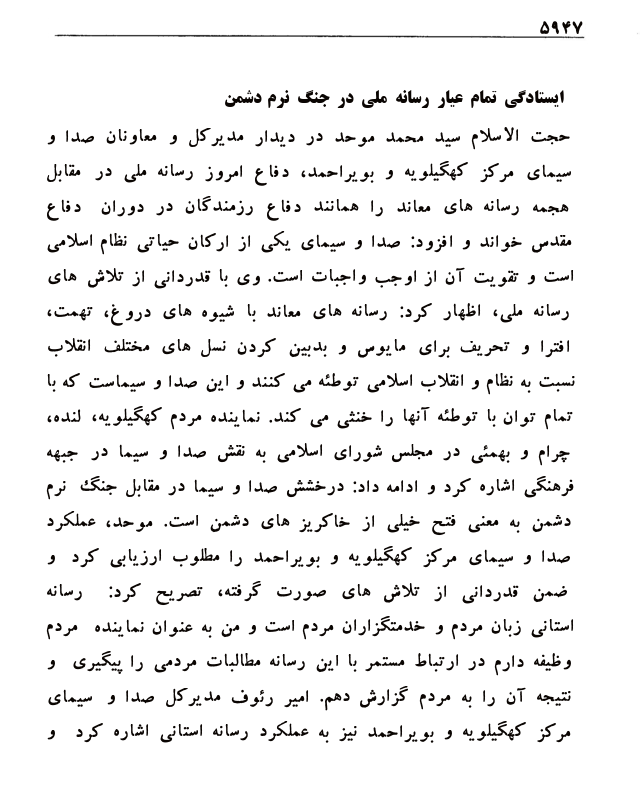 ۵۹۴۷
ایستادگی تمام عیار رسانه ملی در جنگ نرم دشمن
حجت الاسلام سید محمد موحد در دیدار مدیرکل و معاونان صدا و
سیمای مرکز کهگیلویه و بویراحمد، دفاع امروز رسانه ملی در مقابل
هجمه رسانه های معاند را همانند دفاع رزمندگان در دوران دفاع
مقدس خواند و افزود: صدا و سیمای یکی از ارکان حیاتی نظام اسلامی
است و تقویت آن از اوجب واجبات است. وی با قدردانی از تلاش های
رسانه ملی، اظهار کرد: رسانه های معاند با شیوه های دروغ، تهمت،
افترا و تحریف برای مایوس و بدبین کردن نسل های مختلف انقلاب
نسبت به نظام و انقلاب اسلامی توطئه می کنند و این صدا و سیماست که با
تمام توان با توطئه آنها را خنثی می کند. نماینده مردم کهگیلویه، لنده،
چرام و بهمئی در مجلس شورای اسلامی به نقش صدا و سیما در جبهه
فرهنگی اشاره کرد و ادامه داد: درخشش صدا و سیما در مقابل جنگ نرم
دشمن به معنی فتح خیلی از خاکریز های دشمن است. موحد، عملکرد
صدا و سیمای مرکز کهگیلویه و بویراحمد را مطلوب ارزیابی کرد و
ضمن قدردانی از تلاش های صورت گرفته، تصریح کرد: رسانه
استانی زبان مردم و خدمتگزاران مردم است و من به عنوان نماینده مردم
وظیفه دارم در ارتباط مستمر با این رسانه مطالبات مردمی را پیگیری و
نتیجه آن را به مردم گزارش دهم. امیر رئوف مدیرکل صدا و سیمای
مرکز کهگیلویه و بویراحمد نیز به عملکرد رسانه استانی اشاره کرد و